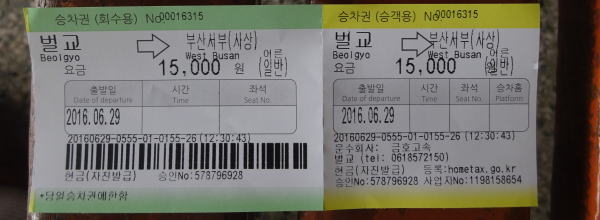 승차권 (회수용) No00016315
벌교 부산서부(사상)
Beolgyo West Busan 어른
요금 15,000 원 (일반)
출발일 시간 좌석
Date of departure Time Seat No.
2016.06.29
20160629-0555-01-0155-26 (12:30:43)
현금(자진발급) 승인No:578796928
*당일승차권에한함
승차권 (승객용) No00016315
벌교 부산서부(사상)
Beolgyo West Busan 어른
요금 15,000 원 (일반)
출발일 시간 좌석 승차홈
Date of departure Time Seat No. Platform
2016.06.29
20160629-0555-01-0155-26 (12:30:43)
운수회사: 금호고속
벌교 (tel: 0618572150)
현금(자진발급) 등록:hometax.go.kr
승인No:578796928 사업자No:1198158654